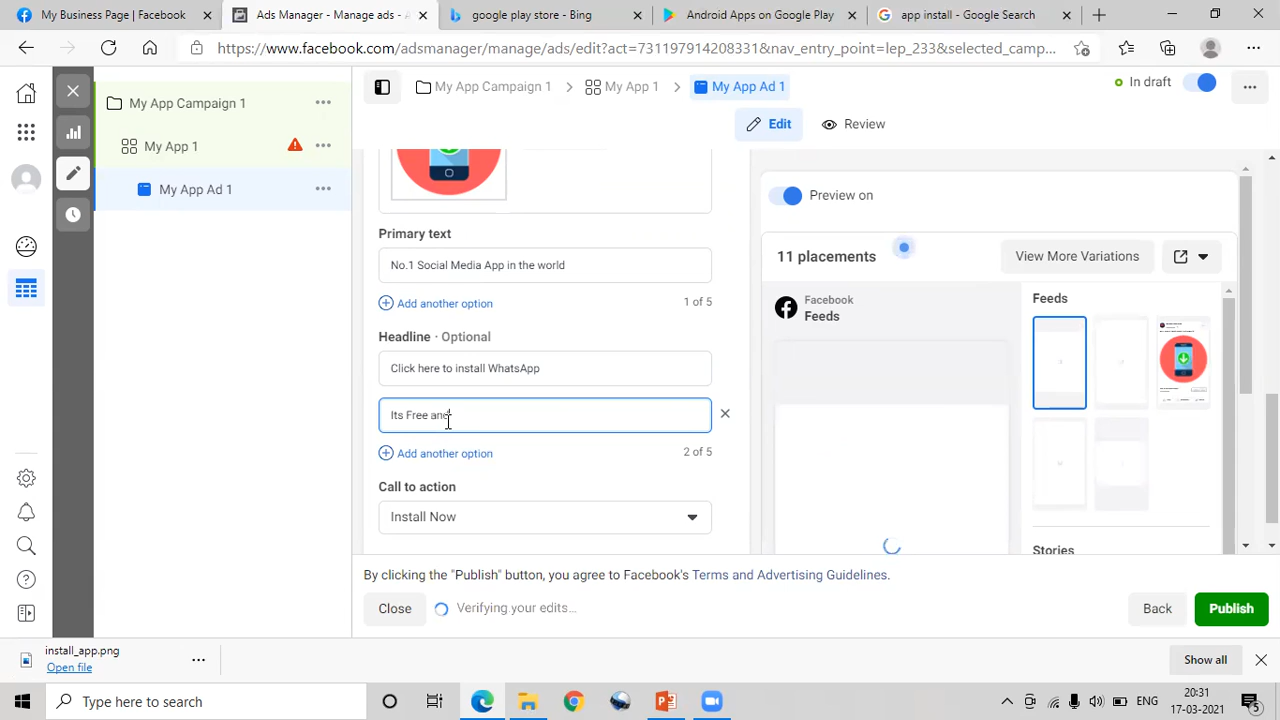 My Business Page | Facebook
Ads Manager - Manage ads - Cam
google play store - Bing
Android Apps on Google Play
app install - Google Search
https://www.facebook.com/adsmanager/manage/ads/edit?act=731197914208331&nav_entry_point=lep_233&selected_camp...
My App Campaign 1
My App 1
My App Ad 1
My App Campaign 1 > My App 1 > My App Ad 1
In draft
Edit
Review
Preview on
Primary text
No.1 Social Media App in the world
Add another option
1 of 5
Headline · Optional
Click here to install WhatsApp
Its Free and
Add another option
2 of 5
Call to action
Install Now
11 placements
View More Variations
Facebook
Feeds
Feeds
Stories
By clicking the "Publish" button, you agree to Facebook's Terms and Advertising Guidelines.
Close
Verifying your edits...
Back
Publish
install_app.png
Open file
Show all
Type here to search
ENG
20:31
17-03-2021
5